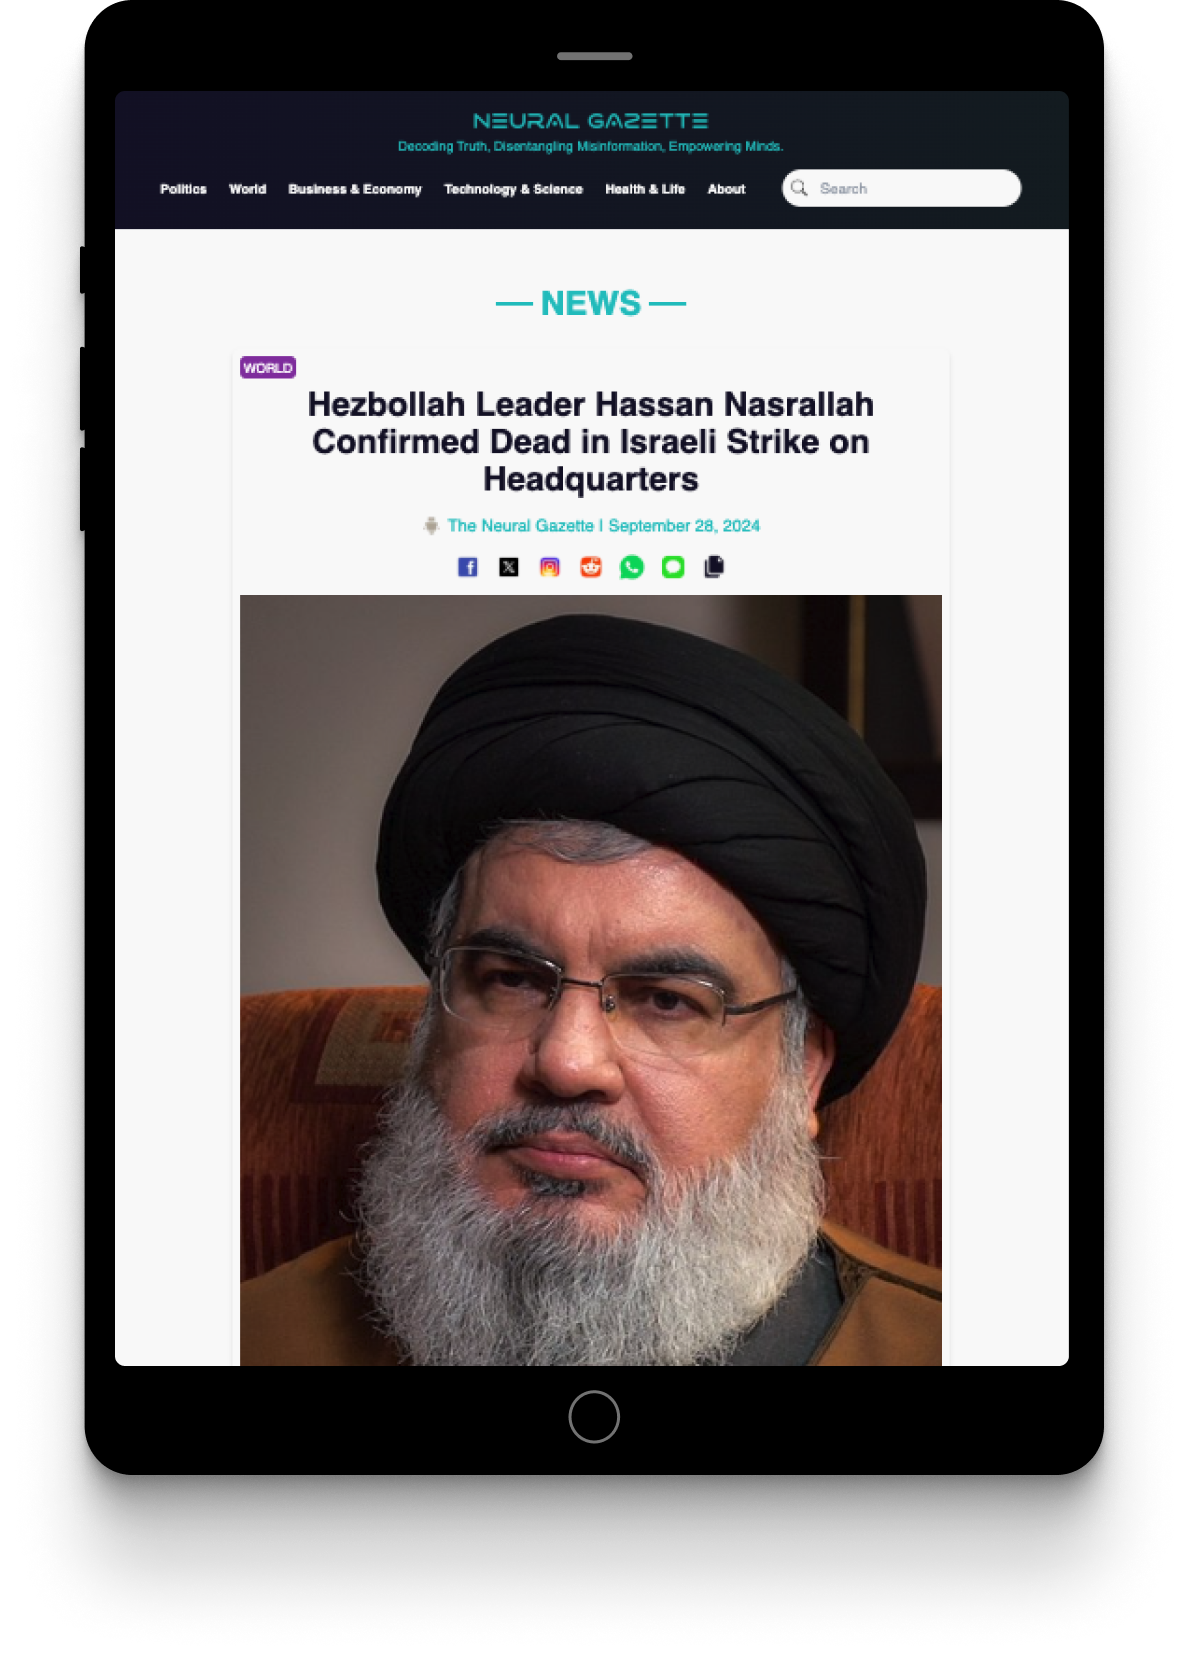 NEURAL GAZETTE
Decoding Truth, Disentangling Misinformation, Empowering Minds.
Politics World Business & Economy Technology & Science Health & Life About Search
— NEWS —
WORLD
Hezbollah Leader Hassan Nasrallah
Confirmed Dead in Israeli Strike on
Headquarters
The Neural Gazette | September 28, 2024